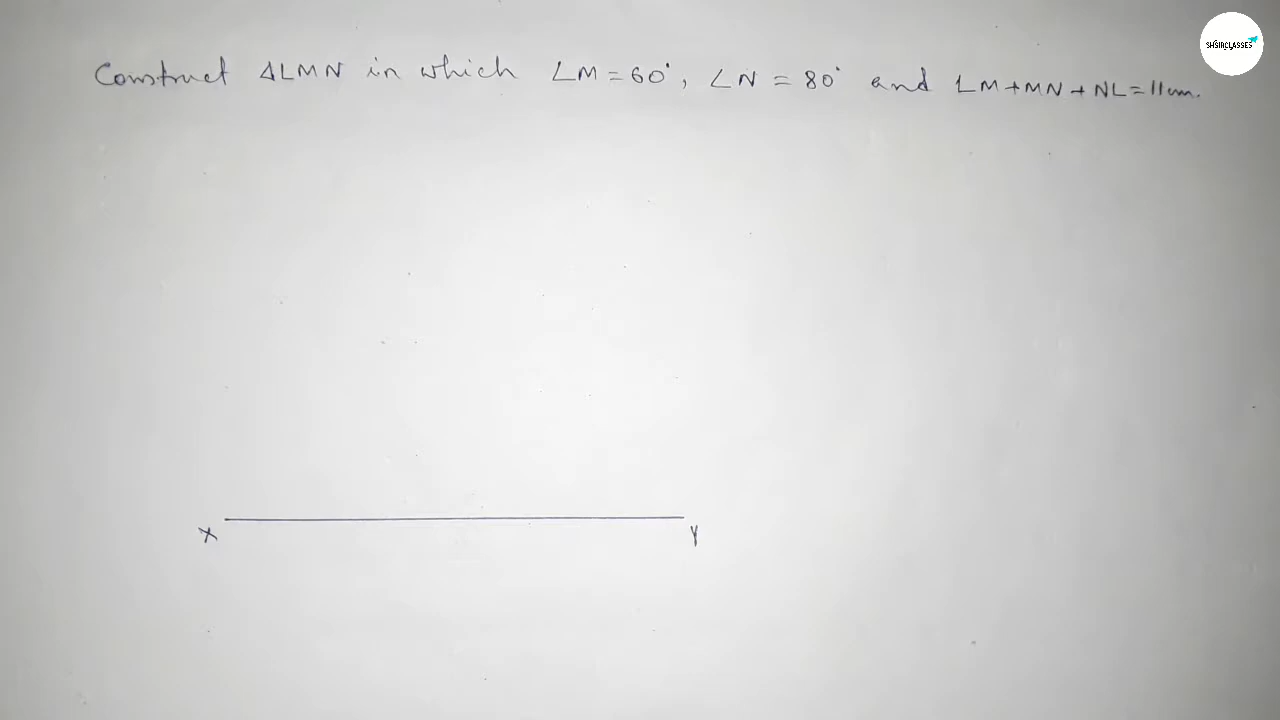 SHSIRCLASSES
Construct ΔLMN in which ∠M = 60°, ∠N = 80° and LM+MN+NL=11cm.
X Y